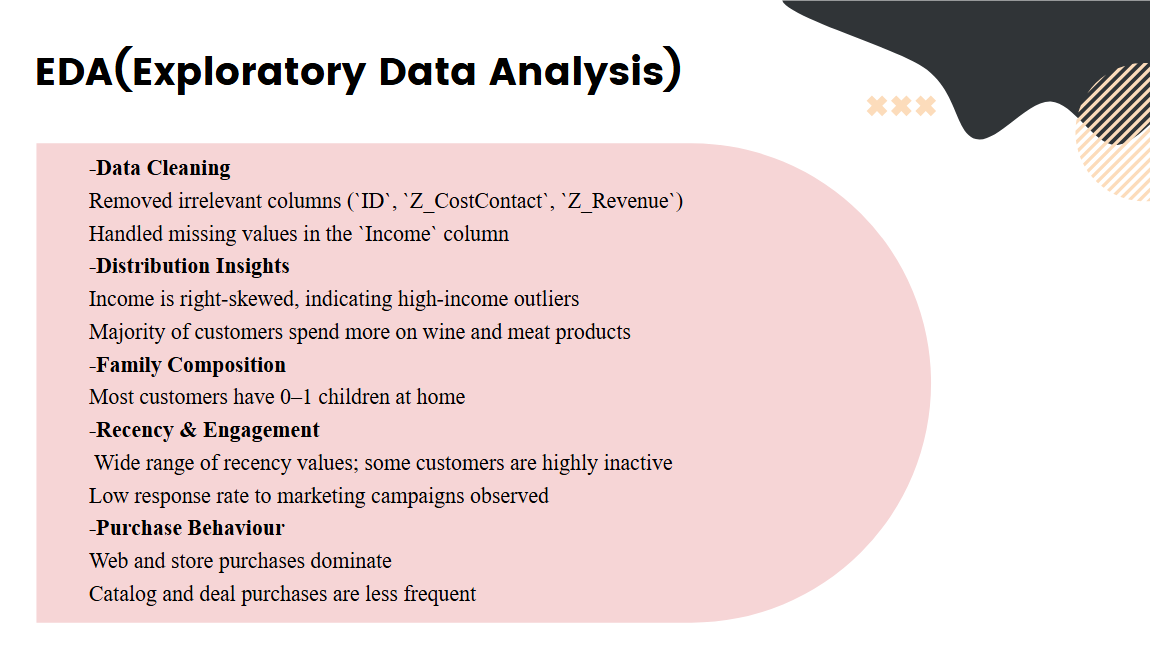 EDA(Exploratory Data Analysis)
-Data Cleaning
Removed irrelevant columns (`ID`, `Z_CostContact`, `Z_Revenue`)
Handled missing values in the `Income` column
-Distribution Insights
Income is right-skewed, indicating high-income outliers
Majority of customers spend more on wine and meat products
-Family Composition
Most customers have 0–1 children at home
-Recency & Engagement
Wide range of recency values; some customers are highly inactive
Low response rate to marketing campaigns observed
-Purchase Behaviour
Web and store purchases dominate
Catalog and deal purchases are less frequent